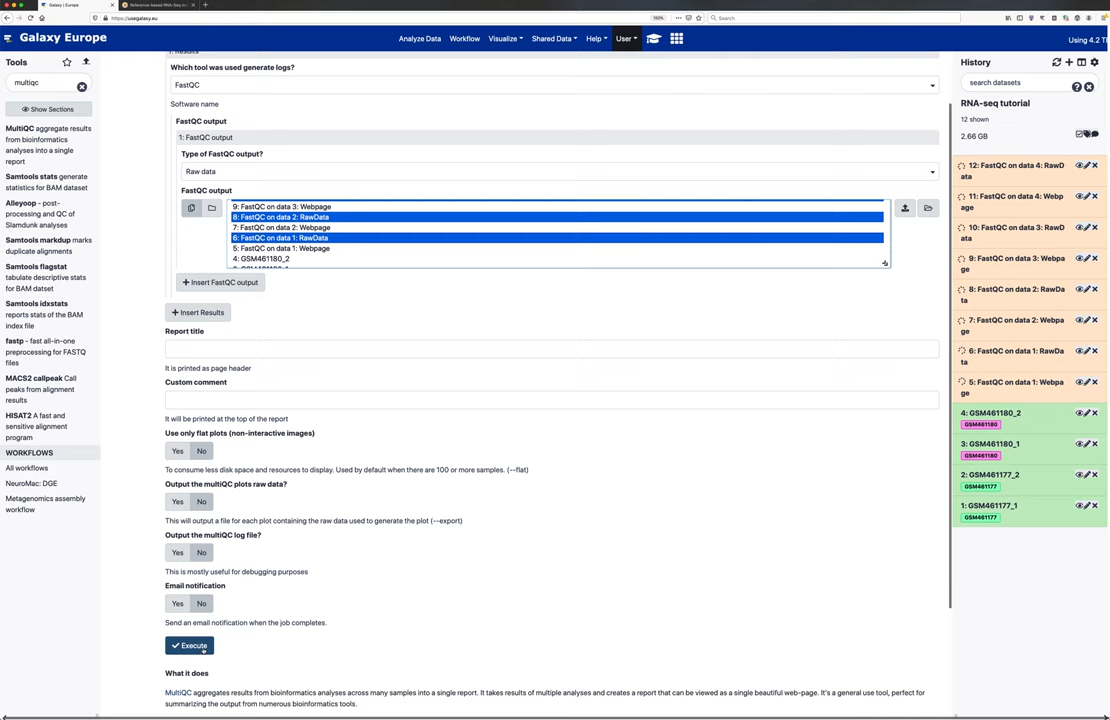 Galaxy | Europe
Reference-based RNA-Seq da
https://usegalaxy.eu
160%
Search
Galaxy Europe
Analyze Data
Workflow
Visualize
Shared Data
Help
User
Using 4.2 T
Tools
multiqc
Show Sections
MultiQC aggregate results
from bioinformatics
analyses into a single
report
Samtools stats generate
statistics for BAM dataset
Alleyoop - post-
processing and QC of
Slamdunk analyses
Samtools markdup marks
duplicate alignments
Samtools flagstat
tabulate descriptive stats
for BAM datset
Samtools idxstats
reports stats of the BAM
index file
fastp - fast all-in-one
preprocessing for FASTQ
files
MACS2 callpeak Call
peaks from alignment
results
HISAT2 A fast and
sensitive alignment
program
WORKFLOWS
All workflows
NeuroMac: DGE
Metagenomics assembly
workflow
1: Results
Which tool was used generate logs?
FastQC
Software name
FastQC output
1: FastQC output
Type of FastQC output?
Raw data
FastQC output
9: FastQC on data 3: Webpage
8: FastQC on data 2: RawData
7: FastQC on data 2: Webpage
6: FastQC on data 1: RawData
5: FastQC on data 1: Webpage
4: GSM461180_2
Insert FastQC output
Insert Results
Report title
It is printed as page header
Custom comment
It will be printed at the top of the report
Use only flat plots (non-interactive images)
Yes No
To consume less disk space and resources to display. Used by default when there are 100 or more samples. (--flat)
Output the multiQC plots raw data?
Yes No
This will output a file for each plot containing the raw data used to generate the plot (--export)
Output the multiQC log file?
Yes No
This is mostly useful for debugging purposes
Email notification
Yes No
Send an email notification when the job completes.
Execute
What it does
MultiQC aggregates results from bioinformatics analyses across many samples into a single report. It takes results of multiple analyses and creates a report that can be viewed as a single beautiful web-page. It's a general use tool, perfect for
summarizing the output from numerous bioinformatics tools.
History
search datasets
RNA-seq tutorial
12 shown
2.66 GB
12: FastQC on data 4: RawD
ata
11: FastQC on data 4: Webp
age
10: FastQC on data 3: RawD
ata
9: FastQC on data 3: Webpa
ge
8: FastQC on data 2: RawDa
ta
7: FastQC on data 2: Webpa
ge
6: FastQC on data 1: RawDa
ta
5: FastQC on data 1: Webpa
ge
4: GSM461180_2
GSM461180
3: GSM461180_1
GSM461180
2: GSM461177_2
GSM461177
1: GSM461177_1
GSM461177